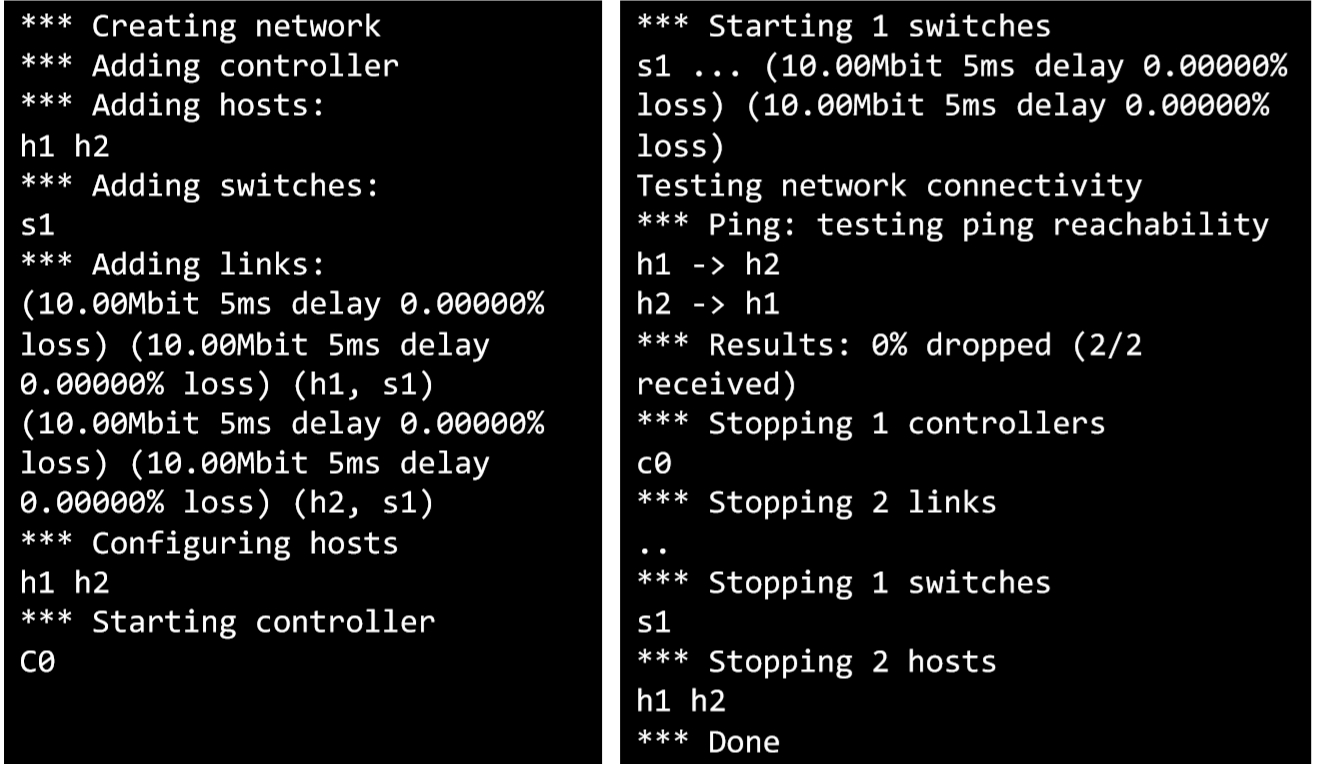 *** Creating network
*** Adding controller
*** Adding hosts:
h1 h2
*** Adding switches:
s1
*** Adding links:
(10.00Mbit 5ms delay 0.00000%
loss) (10.00Mbit 5ms delay
0.00000% loss) (h1, s1)
(10.00Mbit 5ms delay 0.00000%
loss) (10.00Mbit 5ms delay
0.00000% loss) (h2, s1)
*** Configuring hosts
h1 h2
*** Starting controller
C0
*** Starting 1 switches
s1 ... (10.00Mbit 5ms delay 0.00000%
loss) (10.00Mbit 5ms delay 0.00000%
loss)
Testing network connectivity
*** Ping: testing ping reachability
h1 -> h2
h2 -> h1
*** Results: 0% dropped (2/2
received)
*** Stopping 1 controllers
c0
*** Stopping 2 links
..
*** Stopping 1 switches
s1
*** Stopping 2 hosts
h1 h2
*** Done